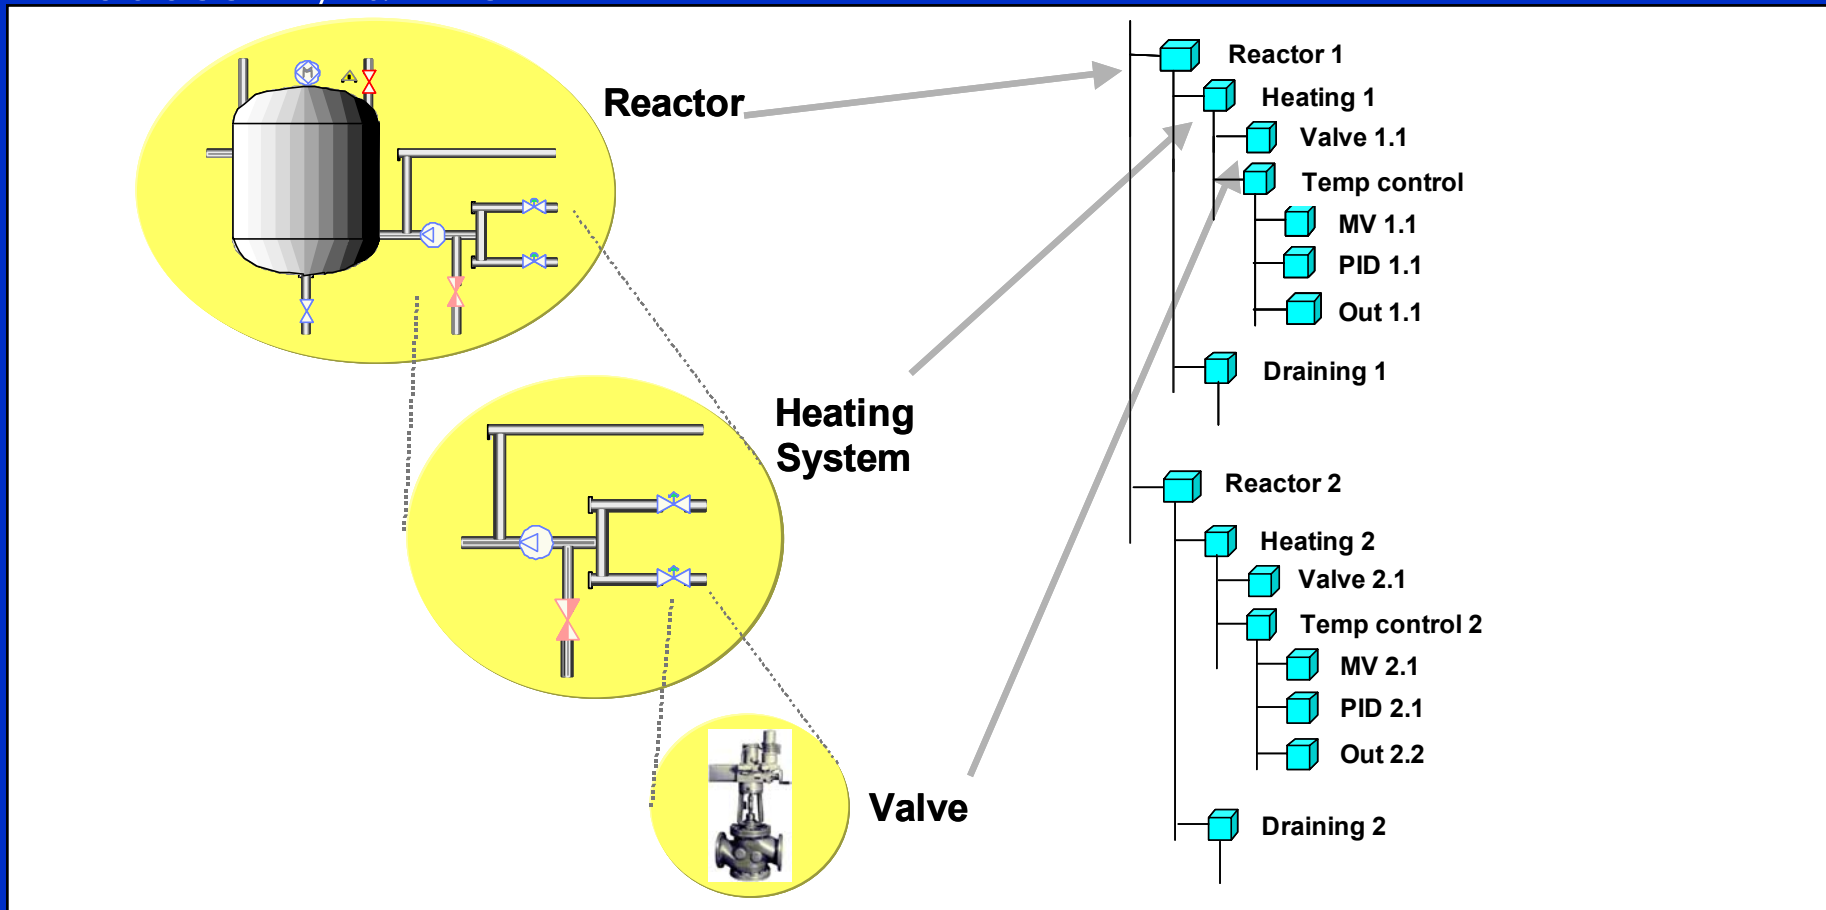 Reactor
Heating
System
Valve
Reactor 1
Heating 1
Valve 1.1
Temp control
MV 1.1
PID 1.1
Out 1.1
Draining 1
Reactor 2
Heating 2
Valve 2.1
Temp control 2
MV 2.1
PID 2.1
Out 2.2
Draining 2
M